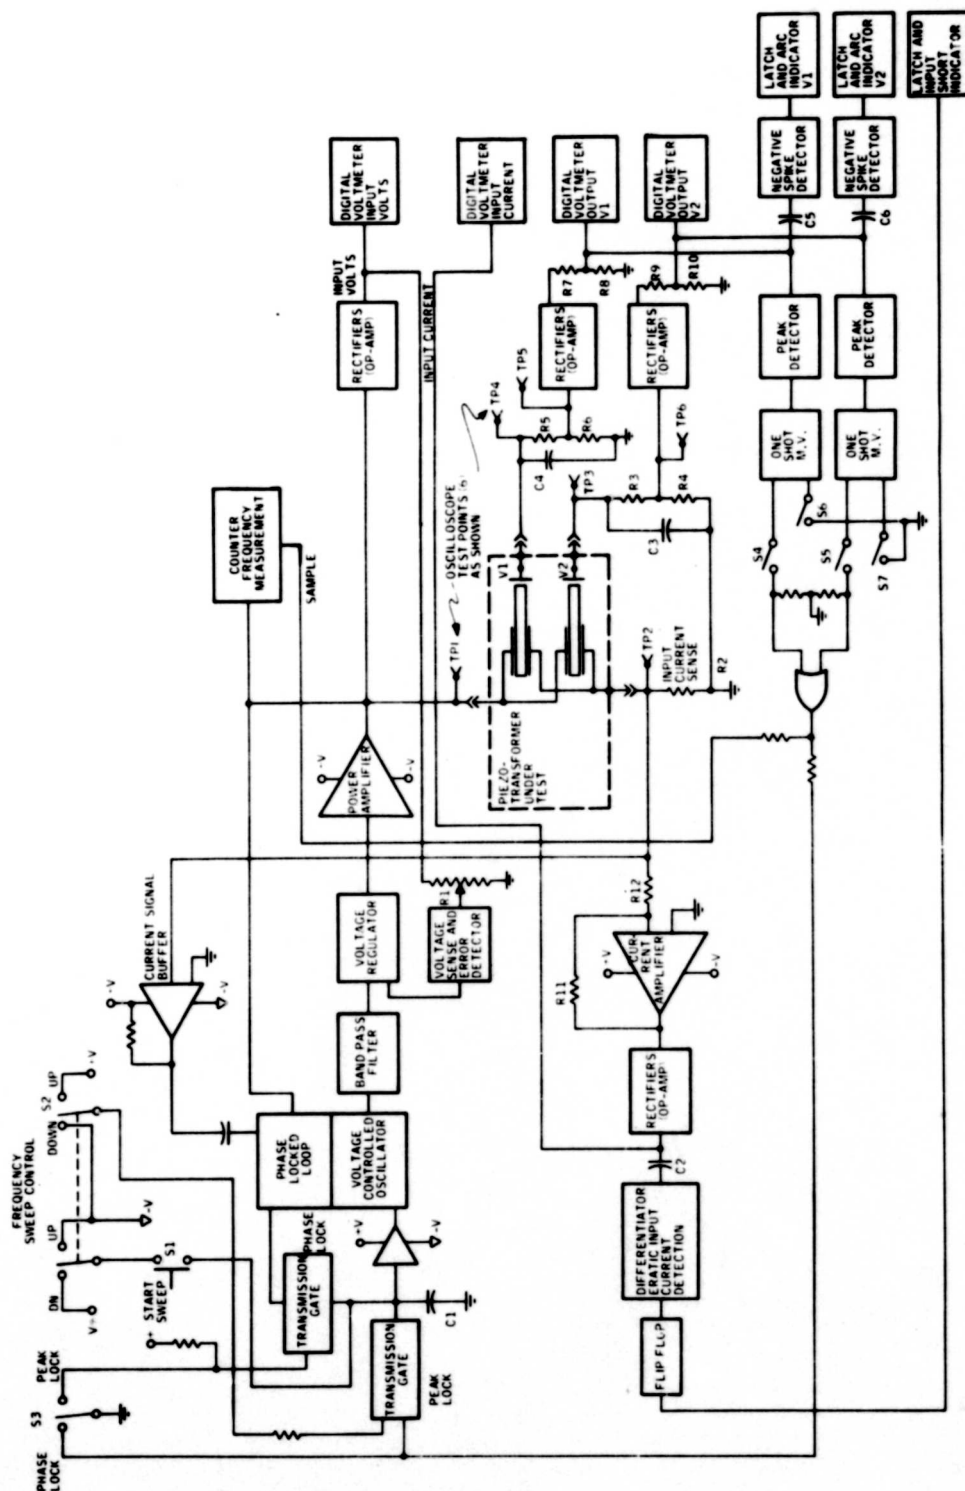 FREQUENCY
SWEEP CONTROL
PHASE
LOCK
S3
PEAK
LOCK
DN
UP
V+
-V
DOWN
S2
UP
-V
START
SWEEP
+
S1
PEAK
LOCK
TRANSMISSION
GATE
TRANSMISSION
GATE
PHASE
LOCK
C1
+V
-V
PHASE
LOCKED
LOOP
VOLTAGE
CONTROLLED
OSCILLATOR
CURRENT SIGNAL
BUFFER
-V
-V
BAND PASS
FILTER
VOLTAGE
REGULATOR
VOLTAGE
SENSE AND
ERROR
DETECTOR
R1
POWER
AMPLIFIER
-V
-V
COUNTER
FREQUENCY
MEASUREMENT
SAMPLE
RECTIFIERS
(OP-AMP)
INPUT
VOLTS
INPUT CURRENT
DIGITAL
VOLTMETER
INPUT
VOLTS
DIGITAL
VOLTMETER
INPUT
CURRENT
DIGITAL
VOLTMETER
OUTPUT
V1
DIGITAL
VOLTMETER
OUTPUT
V2
TP1
2 - OSCILLOSCOPE
TEST POINTS (6)
AS SHOWN
PIEZO-
TRANSFORMER
UNDER
TEST
V1
V2
TP4
TP5
R5
R6
C4
TP3
R3
R4
C3
TP6
RECTIFIERS
(OP-AMP)
R7
R8
RECTIFIERS
(OP-AMP)
R9
R10
TP2
INPUT
CURRENT
SENSE
R2
R12
R11
CUR-
RENT
AMPLIFIER
-V
-V
RECTIFIERS
(OP-AMP)
C2
DIFFERENTIATOR
ERATIC INPUT
CURRENT
DETECTION
FLIP FLOP
S4
S6
S5
S7
ONE
SHOT
M.V.
ONE
SHOT
M.V.
PEAK
DETECTOR
PEAK
DETECTOR
C5
C6
NEGATIVE
SPIKE
DETECTOR
NEGATIVE
SPIKE
DETECTOR
LATCH
AND ARC
INDICATOR
V1
LATCH
AND ARC
INDICATOR
V2
LATCH AND
INPUT
SHORT
INDICATOR